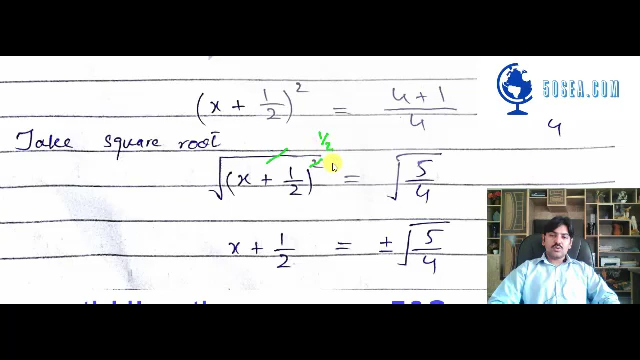 (x + 1/2)² = 4 + 1/4
50SEA.COM
4
Take square root
1/2
√(x + 1/2)² = √5/4
x + 1/2 = ± √5/4